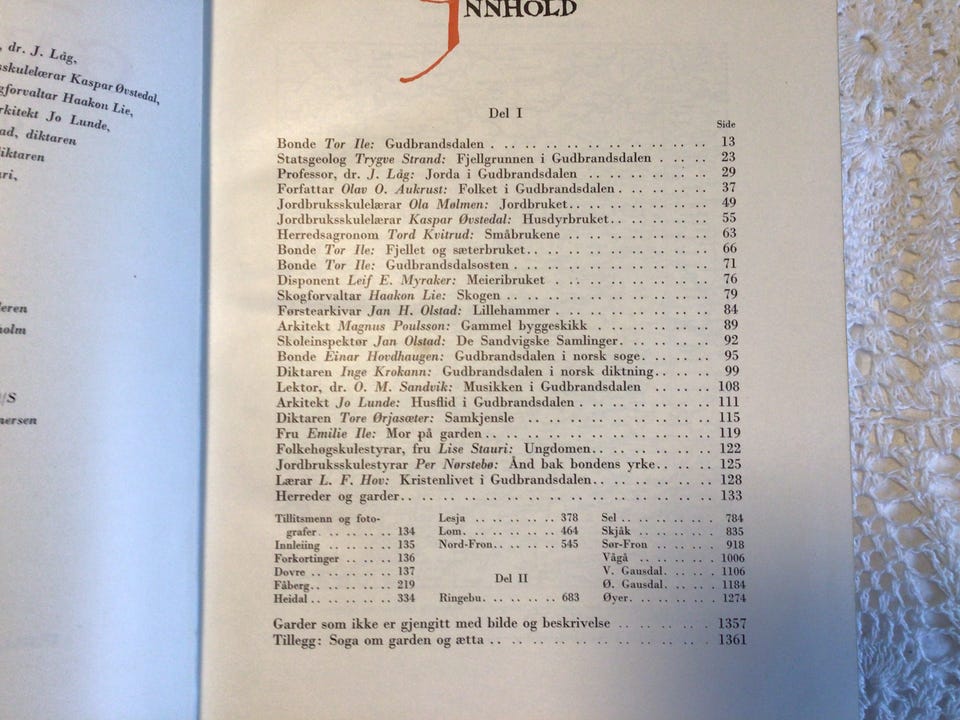 , dr. J. Låg,
sskulelærar Kaspar Øvstedal,
gforvaltar Haakon Lie,
rkitekt Jo Lunde,
ad, diktaren
diktaren
uri,
deren
holm
I/S
nersen
INNHOLD
Del I
Side
Bonde Tor Ile: Gudbrandsdalen .. .. .. .. .. .. .. .. .. .. 13
Statsgeolog Trygve Strand: Fjellgrunnen i Gudbrandsdalen .. .. .. .. 23
Professor, dr. J. Låg: Jorda i Gudbrandsdalen .. .. .. .. .. .. .. 29
Forfattar Olav O. Aukrust: Folket i Gudbrandsdalen .. .. .. .. .. 37
Jordbruksskulelærar Ola Mølmen: Jordbruket .. .. .. .. .. .. .. 49
Jordbruksskulelærar Kaspar Øvstedal: Husdyrbruket .. .. .. .. .. 55
Herredsagronom Tord Kvitrud: Småbrukene .. .. .. .. .. .. .. 63
Bonde Tor Ile: Fjellet og sæterbruket .. .. .. .. .. .. .. .. .. 66
Bonde Tor Ile: Gudbrandsdalsosten .. .. .. .. .. .. .. .. .. 71
Disponent Leif E. Myraker: Meieribruket .. .. .. .. .. .. .. .. 76
Skogforvaltar Haakon Lie: Skogen .. .. .. .. .. .. .. .. .. 79
Førstearkivar Jan H. Olstad: Lillehammer .. .. .. .. .. .. .. .. 84
Arkitekt Magnus Poulsson: Gammel byggeskikk .. .. .. .. .. .. 89
Skoleinspektør Jan Olstad: De Sandvigske Samlinger .. .. .. .. .. 92
Bonde Einar Hovdhaugen: Gudbrandsdalen i norsk soge .. .. .. .. 95
Diktaren Inge Krokann: Gudbrandsdalen i norsk diktning .. .. .. .. 99
Lektor, dr. O. M. Sandvik: Musikken i Gudbrandsdalen .. .. .. .. 108
Arkitekt Jo Lunde: Husflid i Gudbrandsdalen .. .. .. .. .. .. .. 111
Diktaren Tore Ørjasæter: Samkjensle .. .. .. .. .. .. .. .. .. 115
Fru Emilie Ile: Mor på garden .. .. .. .. .. .. .. .. .. .. 119
Folkehøgskulestyrar, fru Lise Stauri: Ungdomen .. .. .. .. .. .. 122
Jordbruksskulestyrar Per Nørstebø: Ånd bak bondens yrke .. .. .. 125
Lærar L. F. Hov: Kristenlivet i Gudbrandsdalen .. .. .. .. .. .. 128
Herreder og garder .. .. .. .. .. .. .. .. .. .. .. .. .. 133
Tillitsmenn og foto-
grafer .. .. .. .. 134
Innleiing .. .. .. .. 135
Forkortinger .. .. .. 136
Dovre .. .. .. .. .. 137
Fåberg .. .. .. .. .. 219
Heidal .. .. .. .. .. 334
Lesja .. .. .. .. .. 378
Lom .. .. .. .. .. 464
Nord-Fron .. .. .. .. 545
Del II
Ringebu .. .. .. .. 683
Sel .. .. .. .. .. .. 784
Skjåk .. .. .. .. .. 835
Sør-Fron .. .. .. .. 918
Vågå .. .. .. .. .. 1006
V. Gausdal .. .. .. 1106
Ø. Gausdal .. .. .. 1184
Øyer .. .. .. .. .. 1274
Garder som ikke er gjengitt med bilde og beskrivelse .. .. .. .. .. 1357
Tillegg: Soga om garden og ætta .. .. .. .. .. .. .. .. .. .. 1361